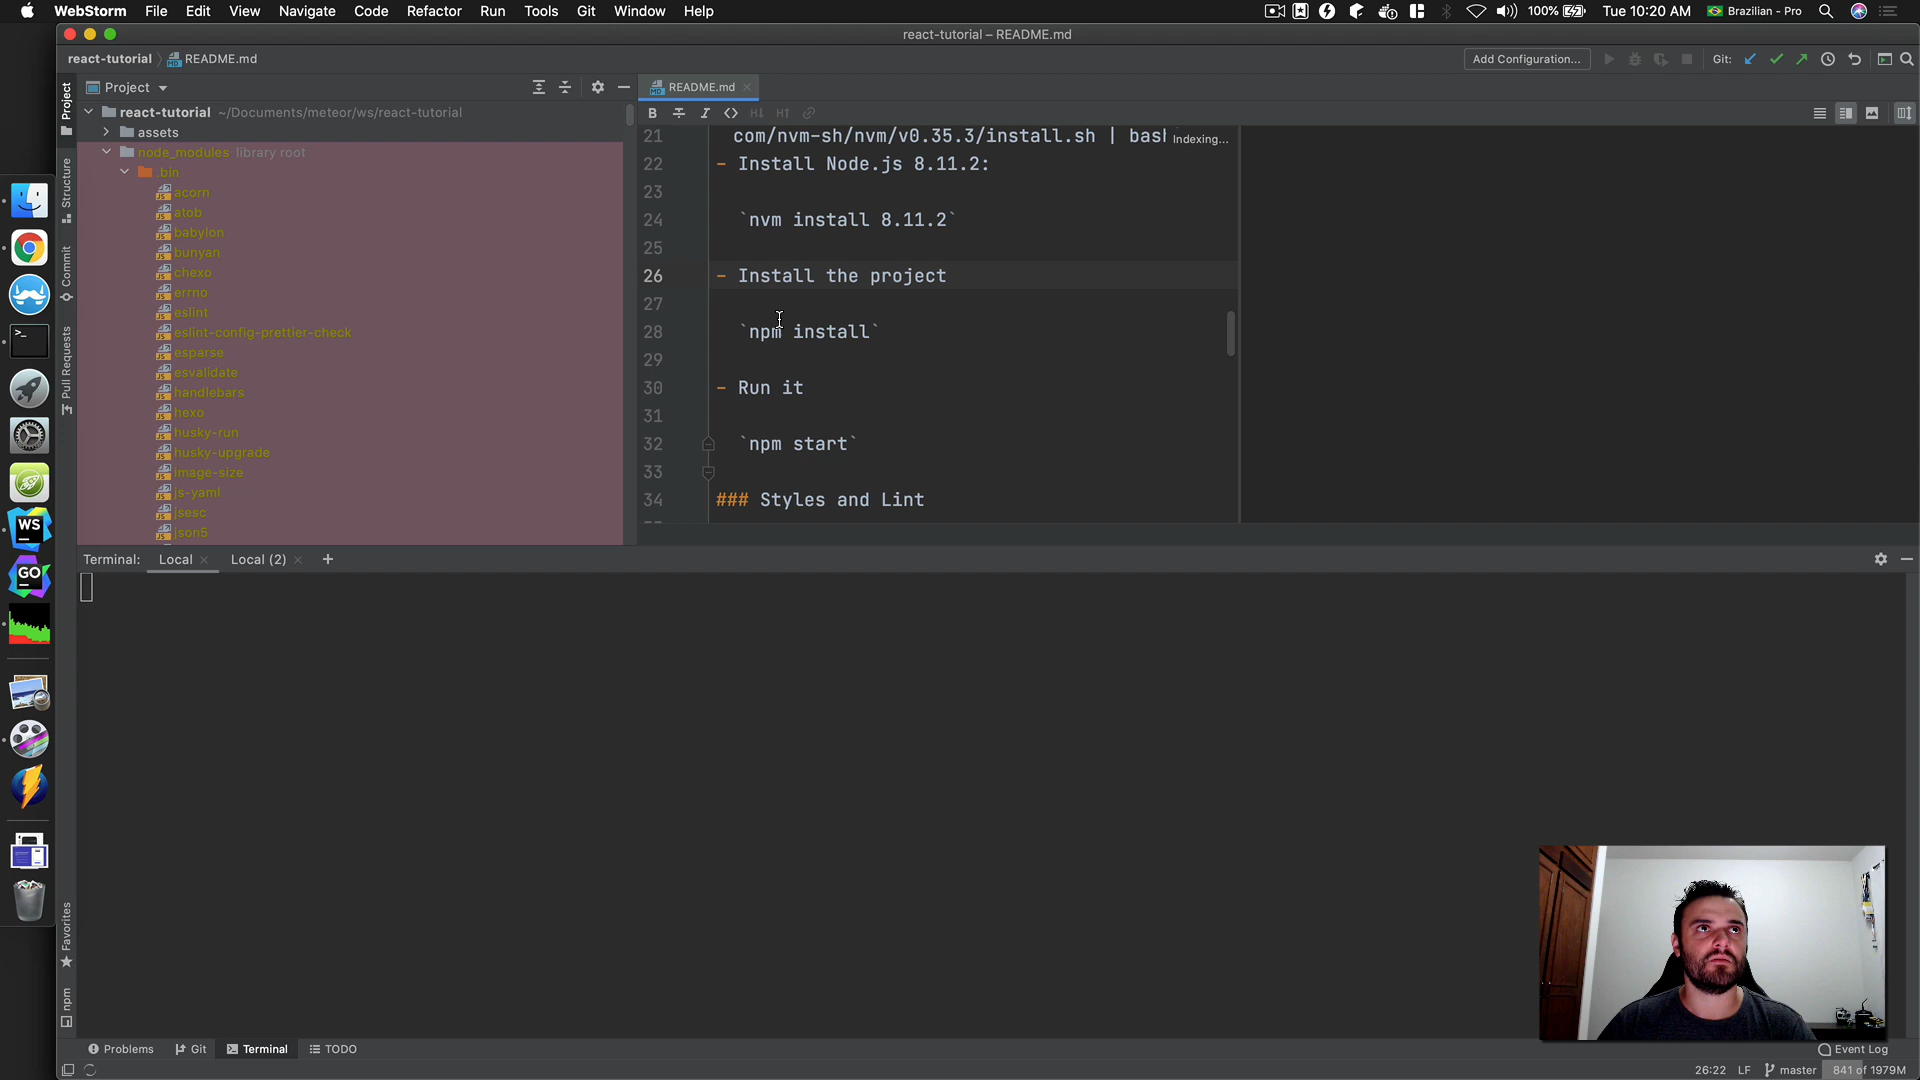 WebStorm File Edit View Navigate Code Refactor Run Tools Git Window Help 100% Tue 10:20 AM Brazilian - Pro
react-tutorial – README.md
react-tutorial README.md Add Configuration... Git:
Project
README.md
react-tutorial ~/Documents/meteor/ws/react-tutorial
assets
node_modules library root
.bin
acorn
atob
babylon
bunyan
chexo
errno
eslint
eslint-config-prettier-check
esparse
esvalidate
handlebars
hexo
husky-run
husky-upgrade
image-size
js-yaml
jsesc
json5
21 com/nvm-sh/nvm/v0.35.3/install.sh | bash
Indexing...
22 - Install Node.js 8.11.2:
23
24 `nvm install 8.11.2`
25
26 - Install the project
27
28 `npm install`
29
30 - Run it
31
32 `npm start`
33
34 ### Styles and Lint
Project
Structure
Commit
Pull Requests
Favorites
npm
WS
GO
Terminal: Local Local (2)
Problems Git Terminal TODO Event Log
26:22 LF master 841 of 1979M